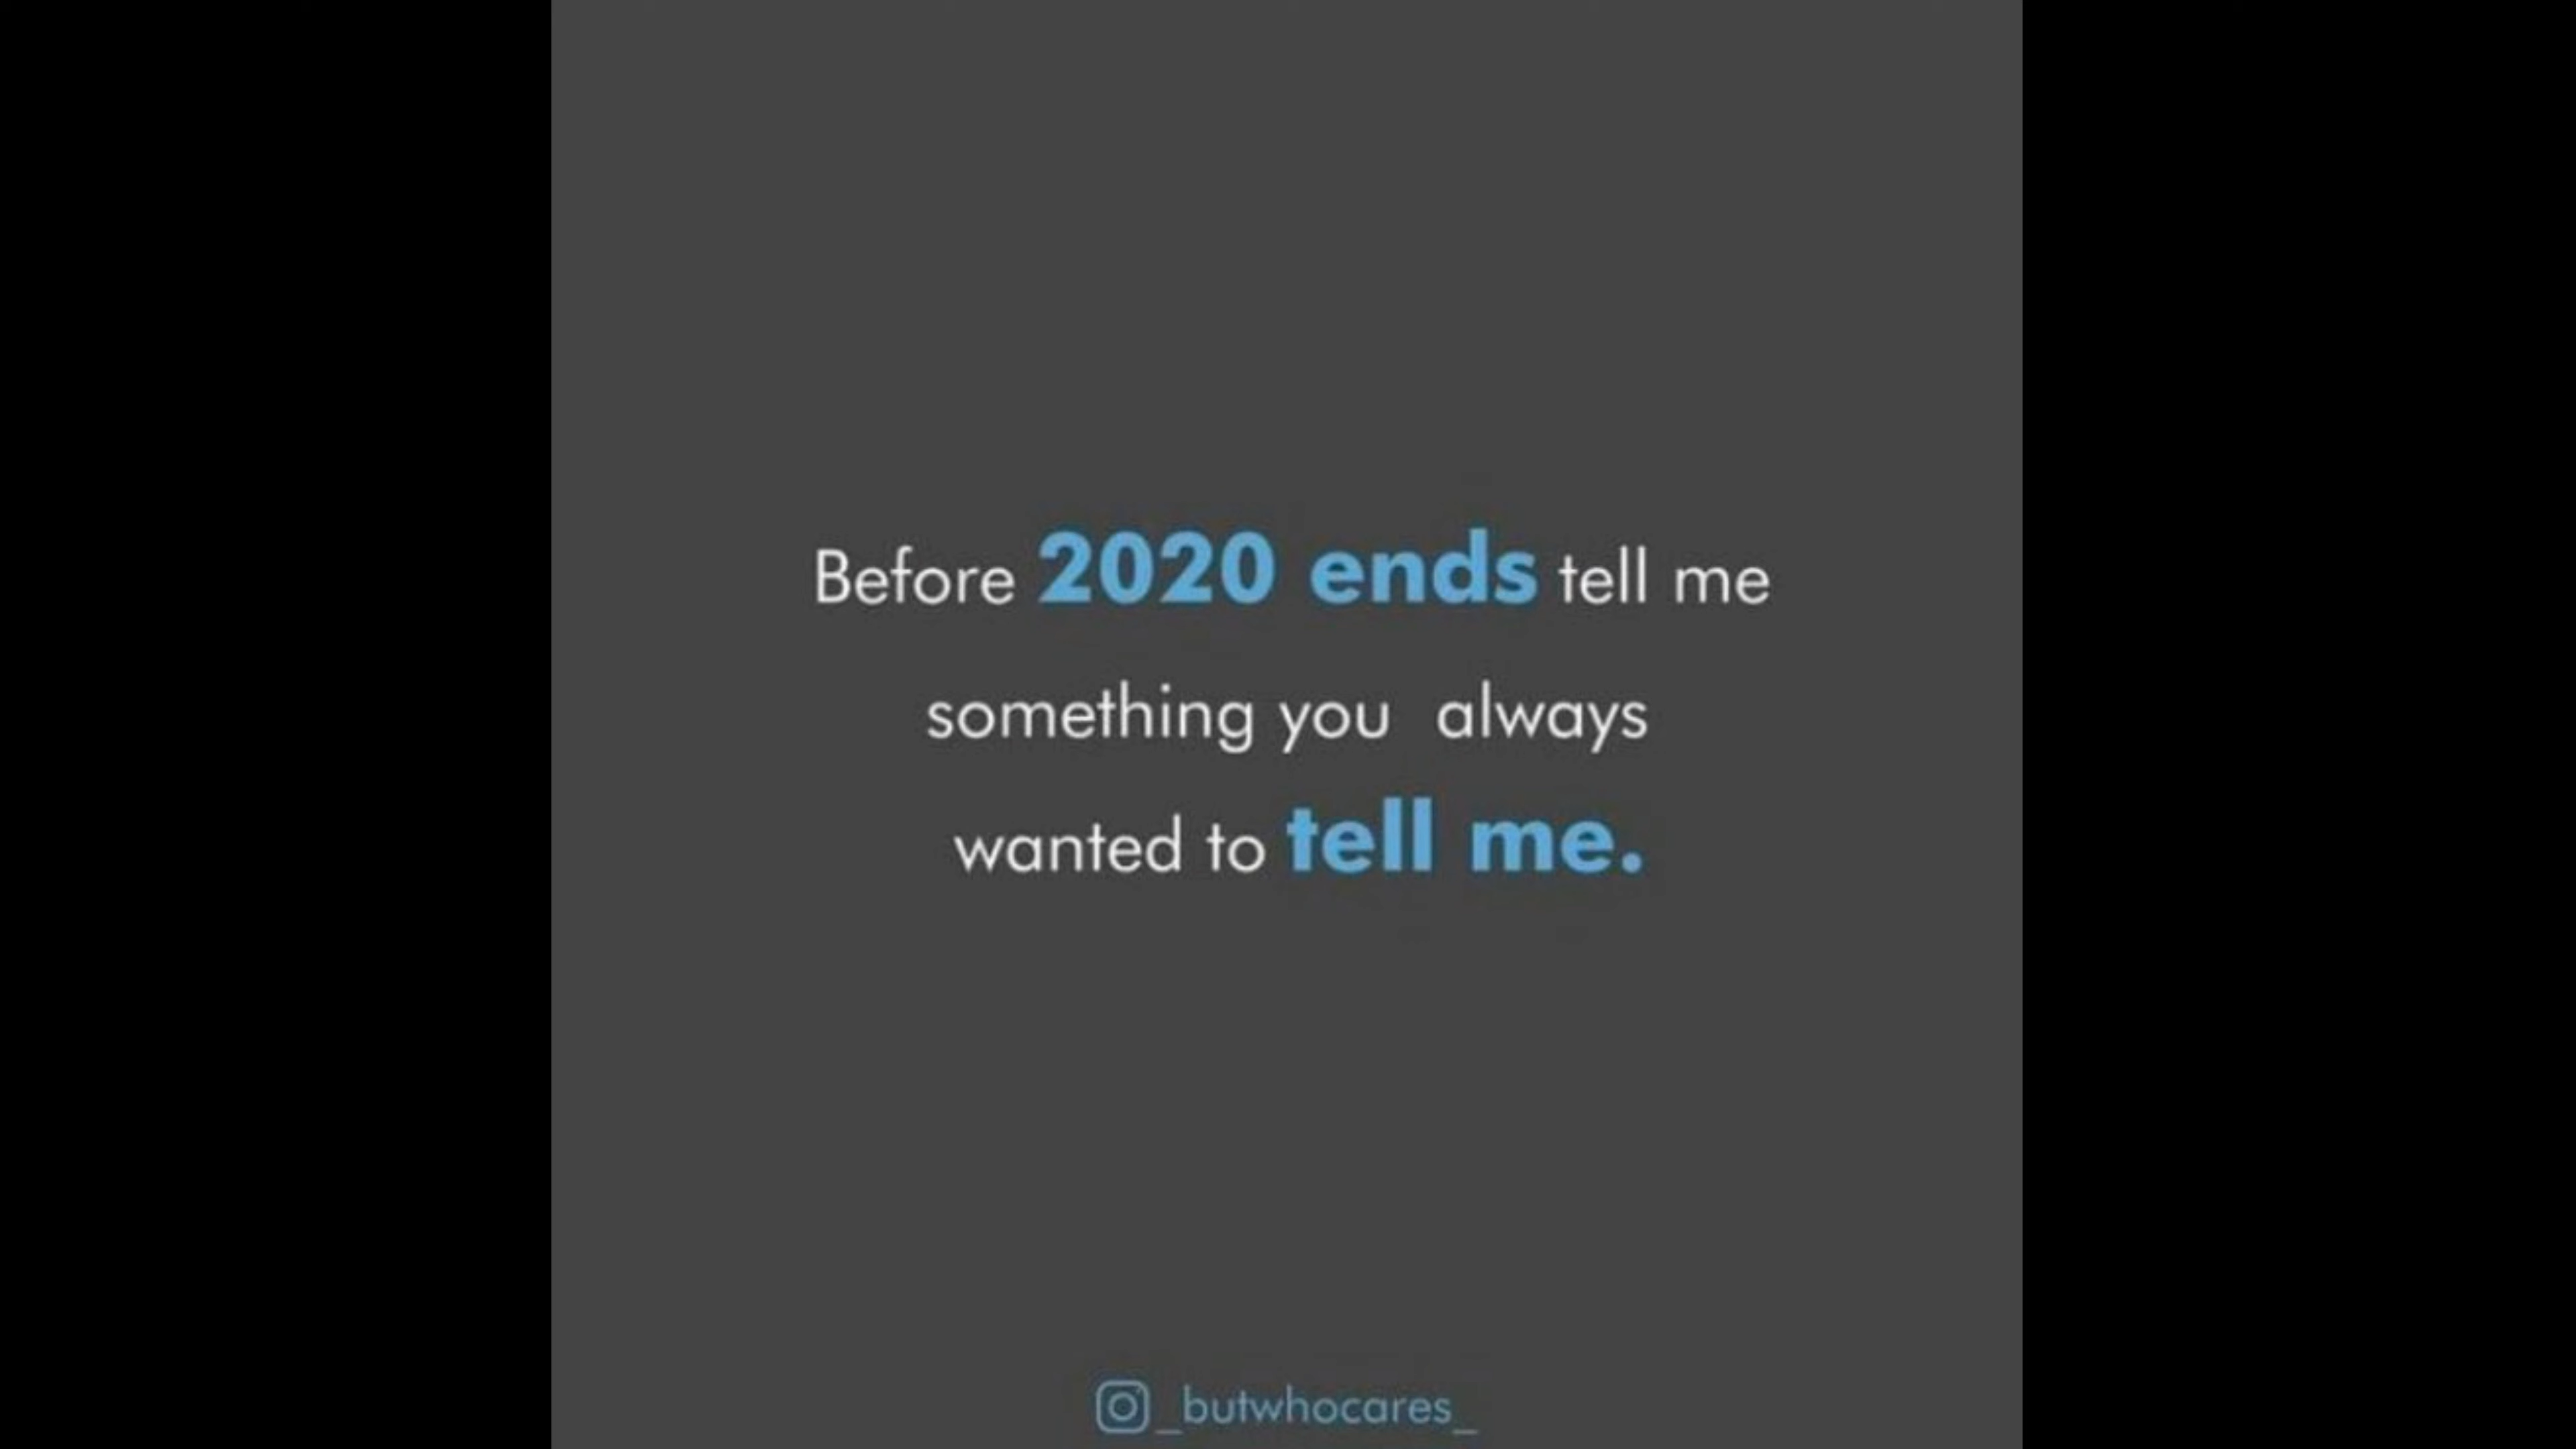 Before 2020 ends tell me
something you always
wanted to tell me.
_butwhocares_